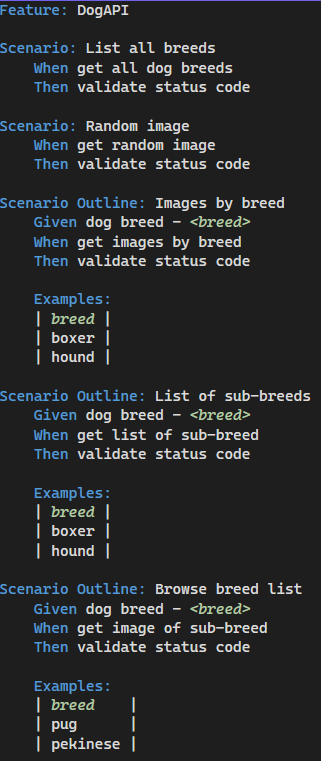 Feature: DogAPI
Scenario: List all breeds
When get all dog breeds
Then validate status code
Scenario: Random image
When get random image
Then validate status code
Scenario Outline: Images by breed
Given dog breed - <breed>
When get images by breed
Then validate status code
Examples:
| breed |
| boxer |
| hound |
Scenario Outline: List of sub-breeds
Given dog breed - <breed>
When get list of sub-breed
Then validate status code
Examples:
| breed |
| boxer |
| hound |
Scenario Outline: Browse breed list
Given dog breed - <breed>
When get image of sub-breed
Then validate status code
Examples:
| breed    |
| pug      |
| pekinese |